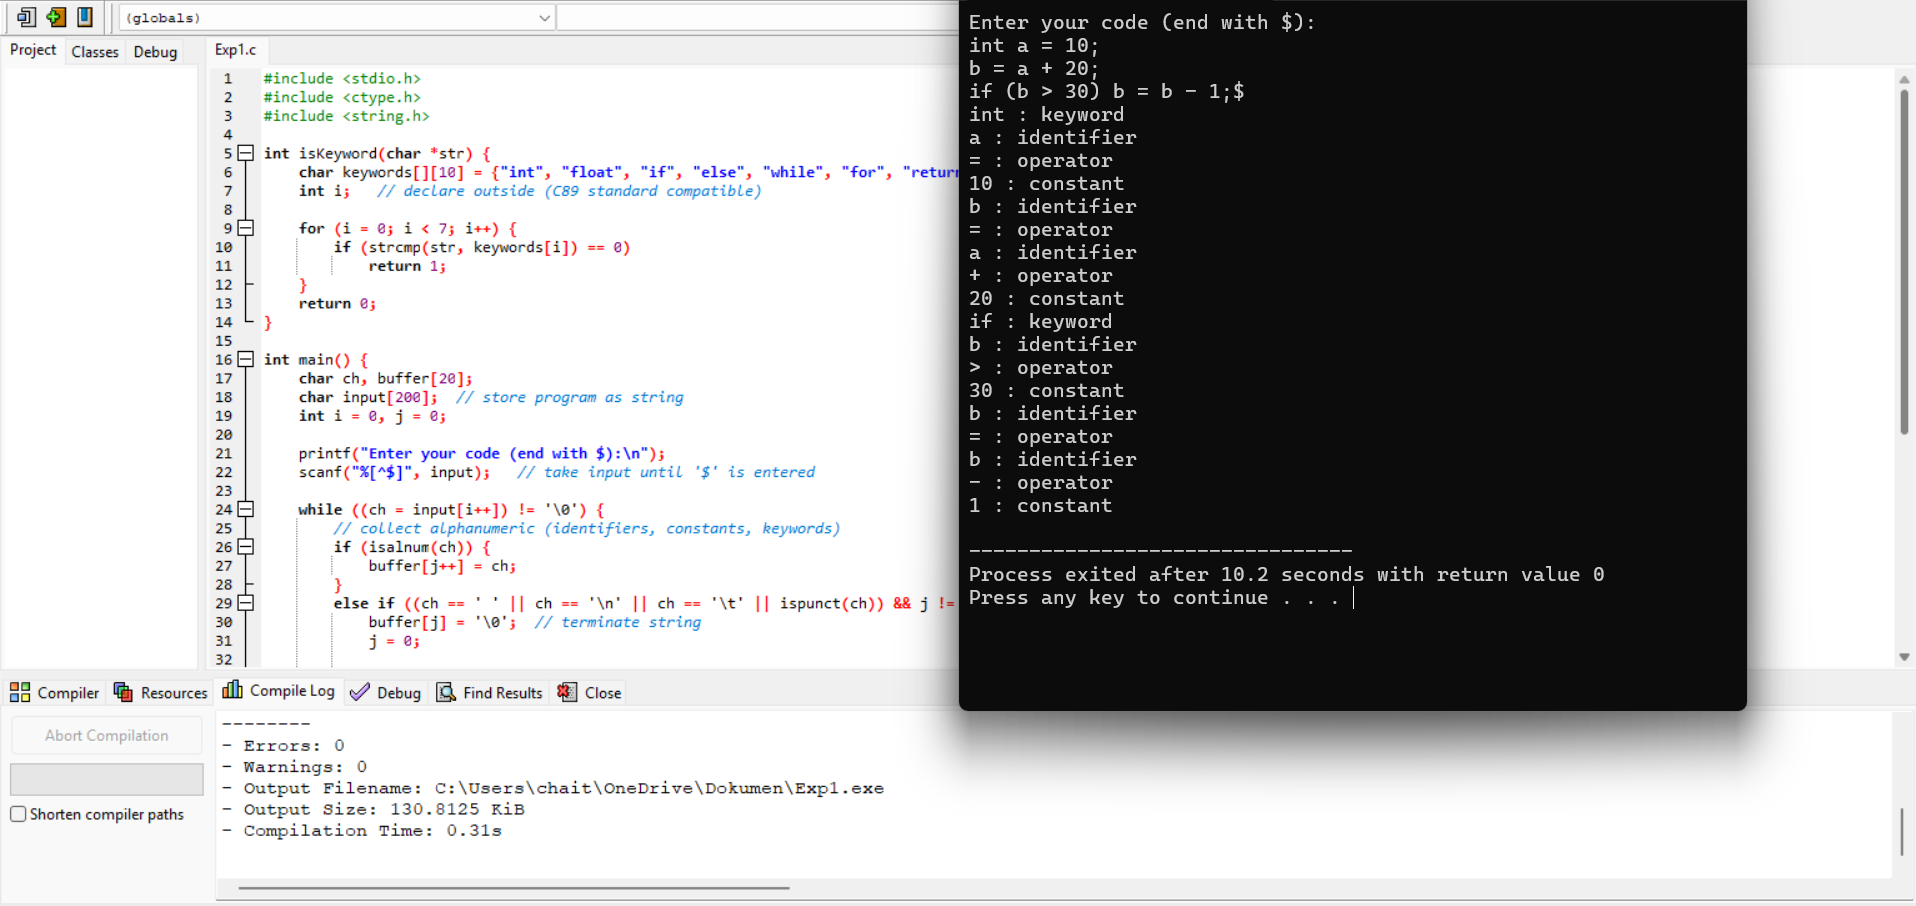 (globals)
Project Classes Debug
Exp1.c
1 #include <stdio.h>
2 #include <ctype.h>
3 #include <string.h>
4
5 int isKeyword(char *str) {
6 char keywords[][10] = {"int", "float", "if", "else", "while", "for", "return
7 int i;   // declare outside (C89 standard compatible)
8
9 for (i = 0; i < 7; i++) {
10 if (strcmp(str, keywords[i]) == 0)
11 return 1;
12 }
13 return 0;
14 }
15
16 int main() {
17 char ch, buffer[20];
18 char input[200];  // store program as string
19 int i = 0, j = 0;
20
21 printf("Enter your code (end with $):\n");
22 scanf("%[^$]", input);   // take input until '$' is entered
23
24 while ((ch = input[i++]) != '\0') {
25 // collect alphanumeric (identifiers, constants, keywords)
26 if (isalnum(ch)) {
27 buffer[j++] = ch;
28 }
29 else if ((ch == ' ' || ch == '\n' || ch == '\t' || ispunct(ch)) && j !=
30 buffer[j] = '\0';  // terminate string
31 j = 0;
32
Enter your code (end with $):
int a = 10;
b = a + 20;
if (b > 30) b = b - 1;$
int : keyword
a : identifier
= : operator
10 : constant
b : identifier
= : operator
a : identifier
+ : operator
20 : constant
if : keyword
b : identifier
> : operator
30 : constant
b : identifier
= : operator
b : identifier
- : operator
1 : constant
--------------------------------
Process exited after 10.2 seconds with return value 0
Press any key to continue . . .
Compiler Resources Compile Log Debug Find Results Close
Abort Compilation
Shorten compiler paths
--------
- Errors: 0
- Warnings: 0
- Output Filename: C:\Users\chait\OneDrive\Dokumen\Exp1.exe
- Output Size: 130.8125 KiB
- Compilation Time: 0.31s